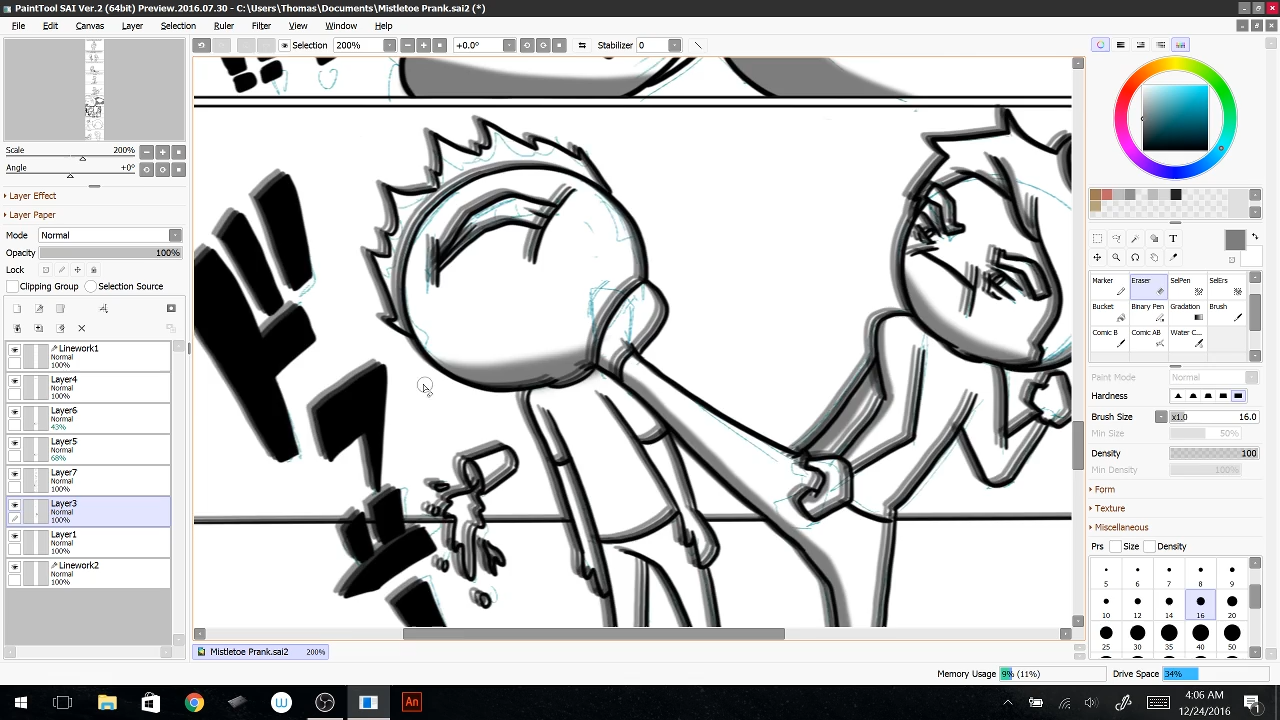 PaintTool SAI Ver.2 (64bit) Preview.2016.07.30 - C:\Users\Thomas\Documents\Mistletoe Prank.sai2 (*)
File Edit Canvas Layer Selection Ruler Filter View Window Help
Selection 200% +0.0° Stabilizer 0
Scale 200%
Angle +0°
Layer Effect
Layer Paper
Mode Normal
Opacity 100%
Lock
Clipping Group Selection Source
Linework1
Normal
100%
Layer4
Normal
100%
Layer6
Normal
43%
Layer5
Normal
68%
Layer7
Normal
100%
Layer3
Normal
100%
Layer1
Normal
100%
Linework2
Normal
100%
Mistletoe Prank.sai2 200%
T
Marker Eraser SelPen SelErs
Bucket Binary Pen Gradation Brush
Comic B Comic AB Water C...
Paint Mode Normal
Hardness
Brush Size x1.0 16.0
Min Size 50%
Density 100
Min Density 100%
Form
Texture
Miscellaneous
Prs Size Density
5 6 7 8 9
10 12 14 16 20
25 30 35 40 50
Memory Usage 9% (11%) Drive Space 34%
An
4:06 AM
12/24/2016